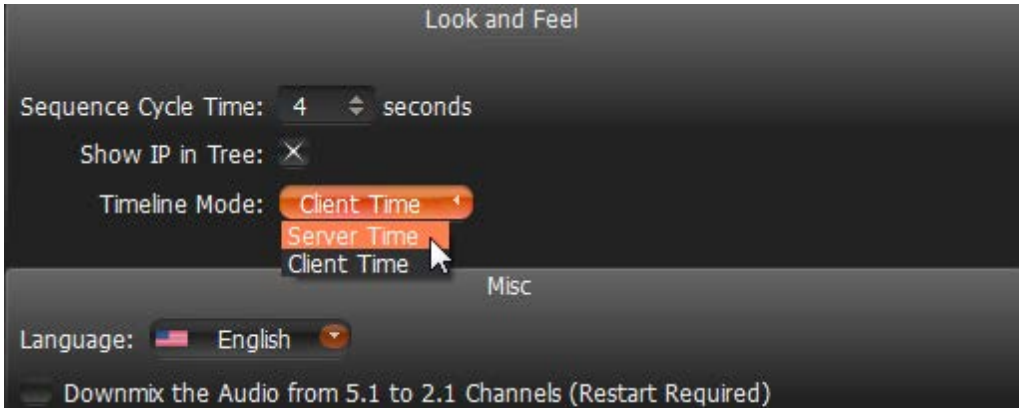 Look and Feel
Sequence Cycle Time: 4 seconds
Show IP in Tree:
Timeline Mode: Client Time
Server Time
Client Time
Misc
Language: English
Downmix the Audio from 5.1 to 2.1 Channels (Restart Required)